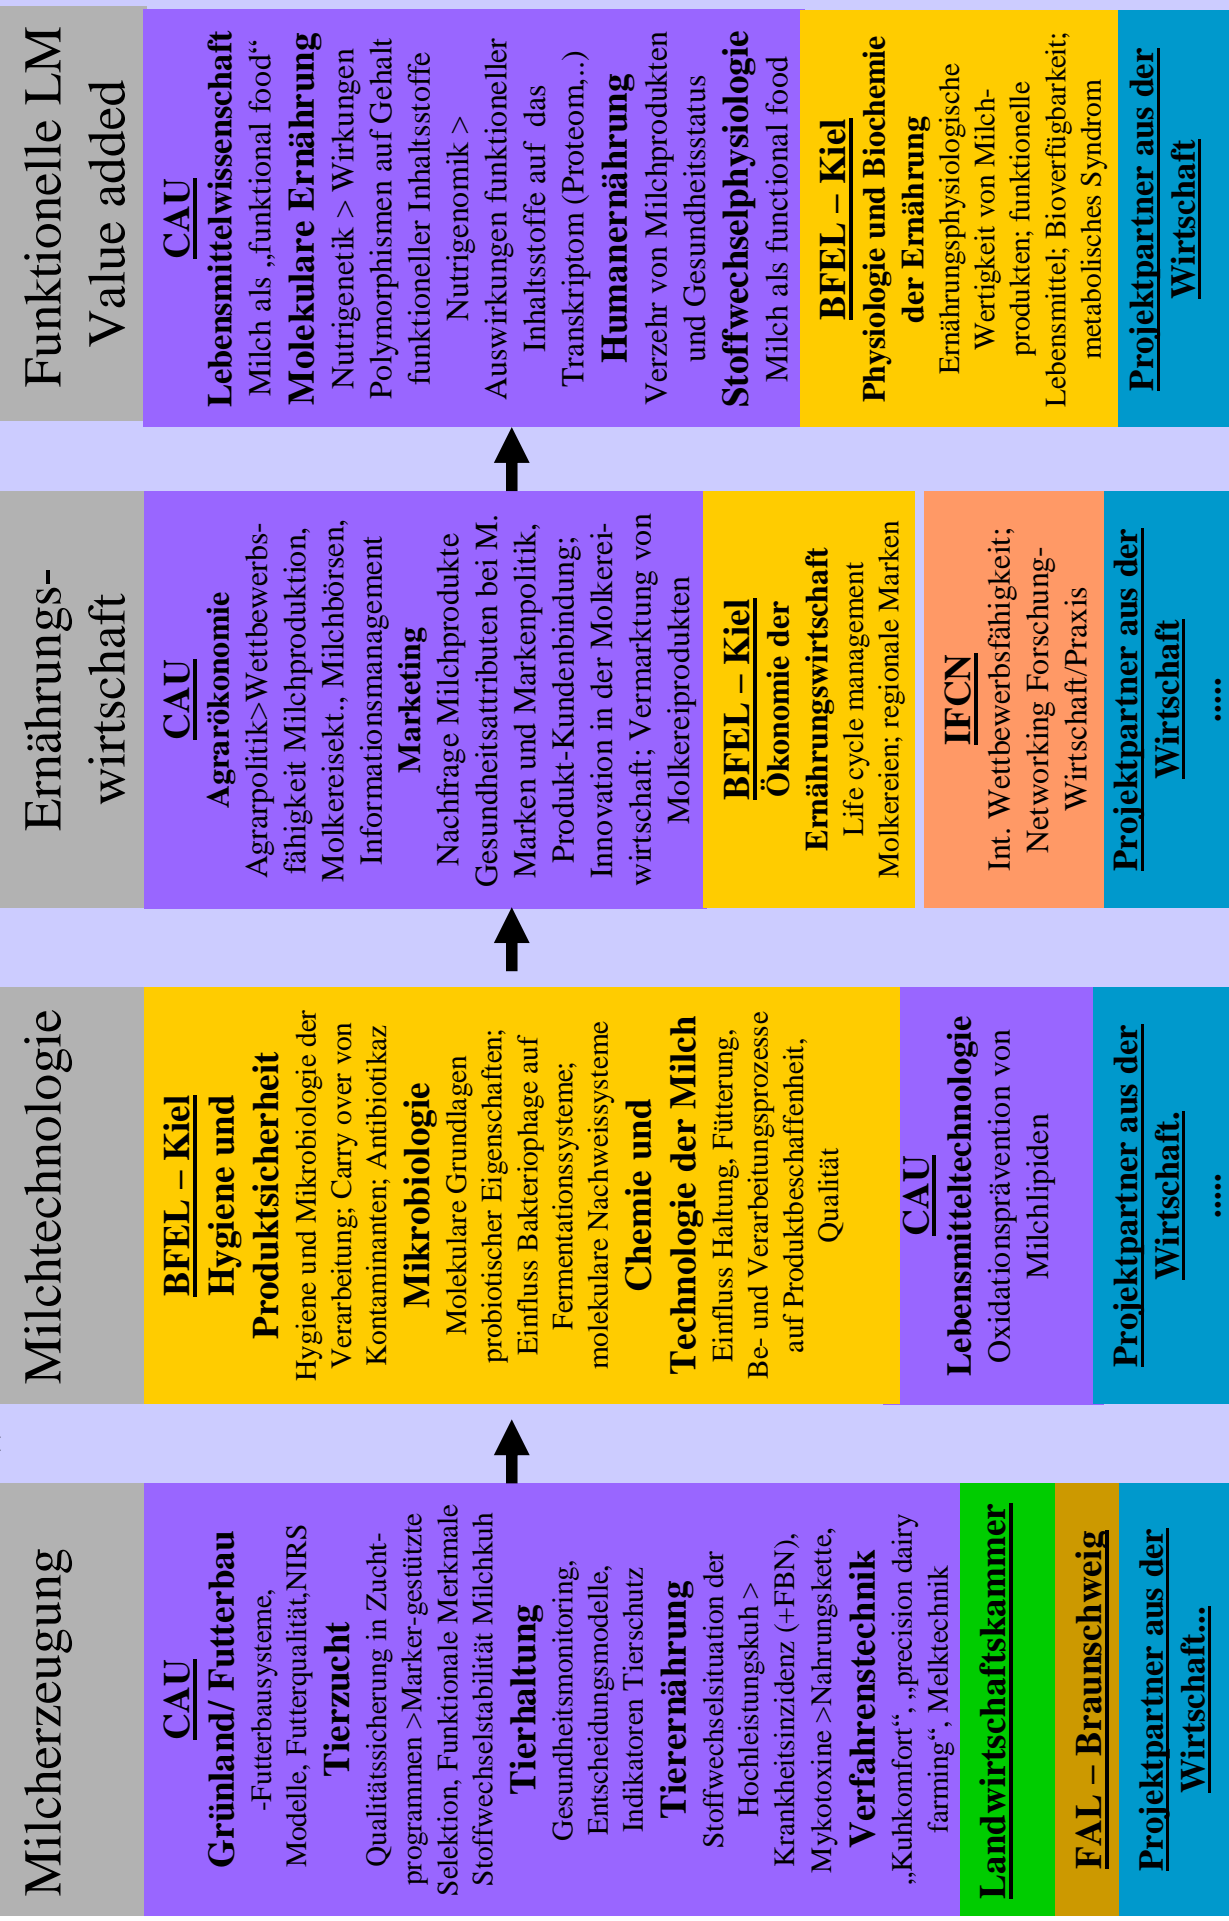 Milcherzeugung
CAU
Grünland/ Futterbau
-Futterbausysteme,
Modelle, Futterqualität,NIRS
Tierzucht
Qualitätssicherung in Zucht-
programmen >Marker-gestützte
Selektion, Funktionale Merkmale
Stoffwechselstabilität Milchkuh
Tierhaltung
Gesundheitsmonitoring,
Entscheidungsmodelle,
Indikatoren Tierschutz
Tierernährung
Stoffwechselsituation der
Hochleistungskuh >
Krankheitsinzidenz (+FBN),
Mykotoxine >Nahrungskette,
Verfahrenstechnik
„Kuhkomfort“, „precision dairy
farming“, Melktechnik
Landwirtschaftskammer
FAL – Braunschweig
Projektpartner aus der
Wirtschaft...
Milchtechnologie
BFEL – Kiel
Hygiene und
Produktsicherheit
Hygiene und Mikrobiologie der
Verarbeitung; Carry over von
Kontaminanten; Antibiotikaz
Mikrobiologie
Molekulare Grundlagen
probiotischer Eigenschaften;
Einfluss Bakteriophage auf
Fermentationssysteme;
molekulare Nachweissysteme
Chemie und
Technologie der Milch
Einfluss Haltung, Fütterung,
Be- und Verarbeitungsprozesse
auf Produktbeschaffenheit,
Qualität
CAU
Lebensmitteltechnologie
Oxidationsprävention von
Milchlipiden
Projektpartner aus der
Wirtschaft.
.....
Ernährungs-
wirtschaft
CAU
Agrarökonomie
Agrarpolitik>Wettbewerbs-
fähigkeit Milchproduktion,
Molkereisekt., Milchbörsen,
Informationsmanagement
Marketing
Nachfrage Milchprodukte
Gesundheitsattributen bei M.
Marken und Markenpolitik,
Produkt-Kundenbindung;
Innovation in der Molkerei-
wirtschaft; Vermarktung von
Molkereiprodukten
BFEL – Kiel
Ökonomie der
Ernährungswirtschaft
Life cycle management
Molkereien; regionale Marken
IFCN
Int. Wettbewerbsfähigkeit;
Networking Forschung-
Wirtschaft/Praxis
Projektpartner aus der
Wirtschaft
.....
Funktionelle LM
Value added
CAU
Lebensmittelwissenschaft
Milch als „funktional food“
Molekulare Ernährung
Nutrigenetik > Wirkungen
Polymorphismen auf Gehalt
funktioneller Inhaltsstoffe
Nutrigenomik >
Auswirkungen funktioneller
Inhaltsstoffe auf das
Transkriptom (Proteom,..)
Humanernährung
Verzehr von Milchprodukten
und Gesundheitsstatus
Stoffwechselphysiologie
Milch als functional food
BFEL – Kiel
Physiologie und Biochemie
der Ernährung
Ernährungsphysiologische
Wertigkeit von Milch-
produkten; funktionelle
Lebensmittel; Bioverfügbarkeit;
metabolisches Syndrom
Projektpartner aus der
Wirtschaft